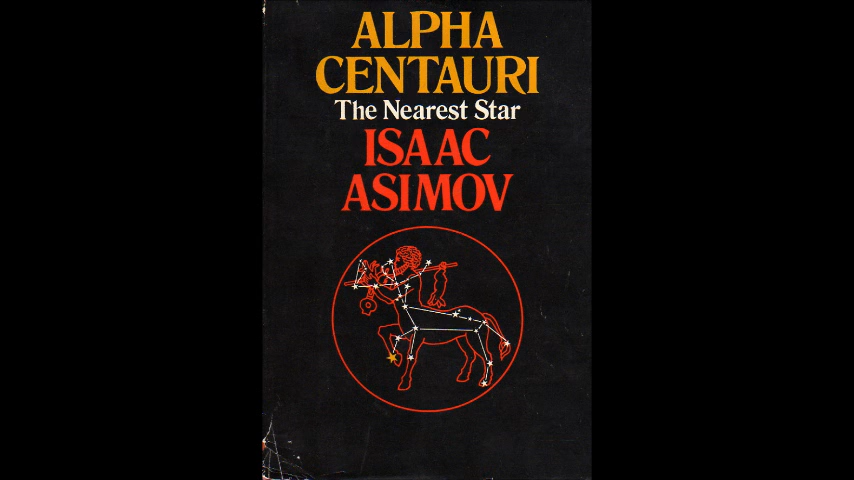 ALPHA
CENTAURI
The Nearest Star
ISAAC
ASIMOV